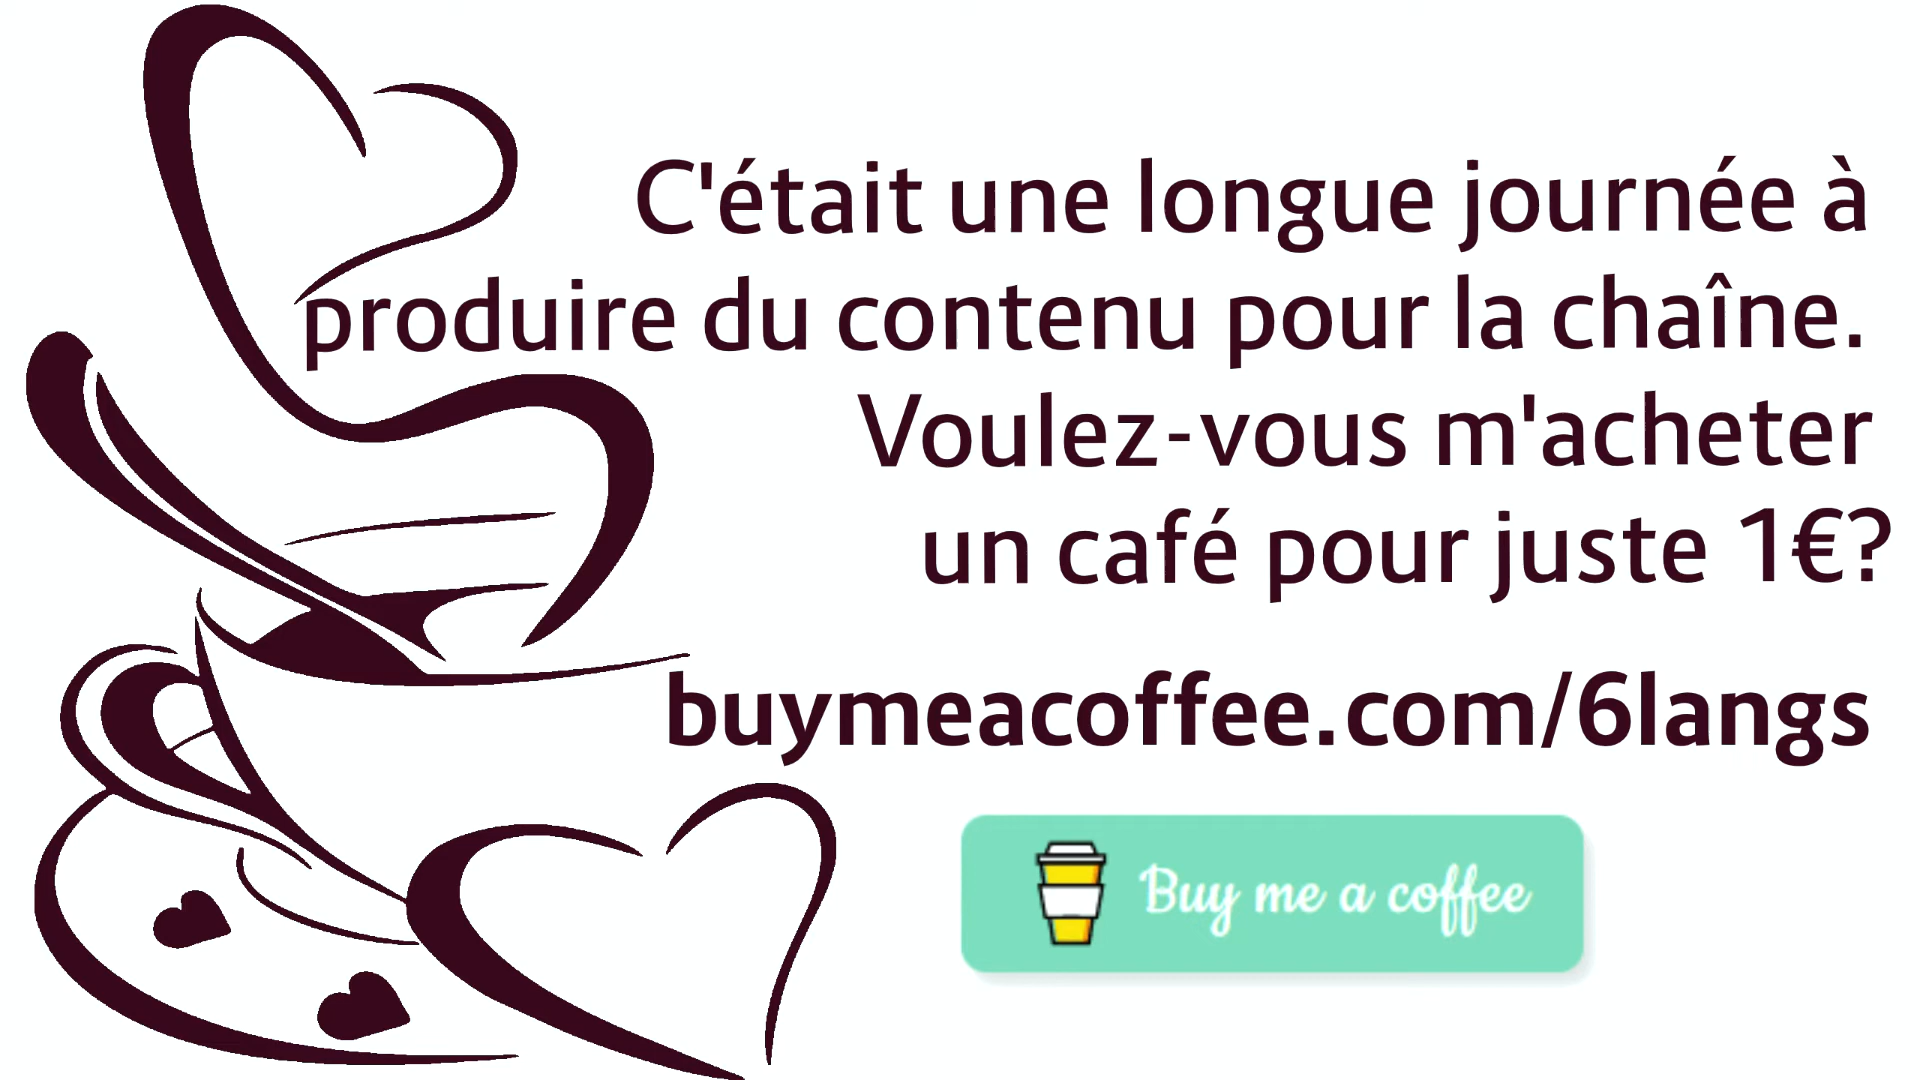 C'était une longue journée à
produire du contenu pour la chaîne.
Voulez-vous m'acheter
un café pour juste 1€?
buymeacoffee.com/6langs
Buy me a coffee